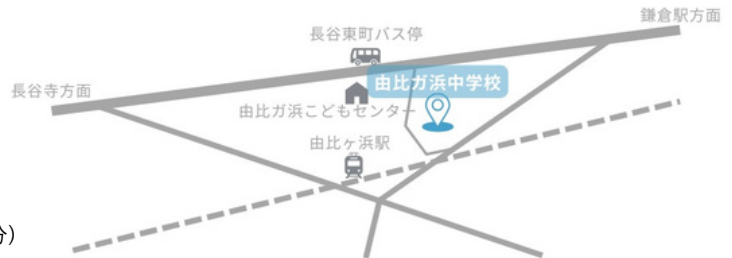 鎌倉駅方面
長谷東町バス停
由比ガ浜中学校
長谷寺方面
由比ガ浜こどもセンター
由比ヶ浜駅
分）